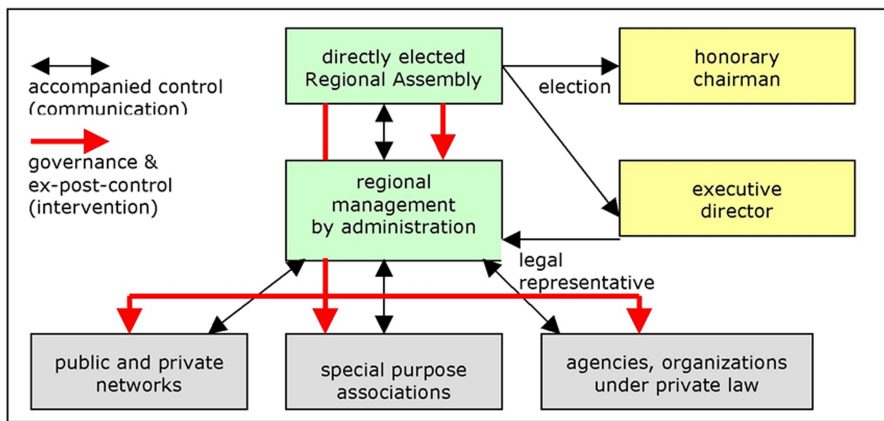 accompanied control
(communication)
governance &
ex-post-control
(intervention)
directly elected
Regional Assembly
election
honorary
chairman
regional
management
by administration
executive
director
legal
representative
public and private
networks
special purpose
associations
agencies, organizations
under private law